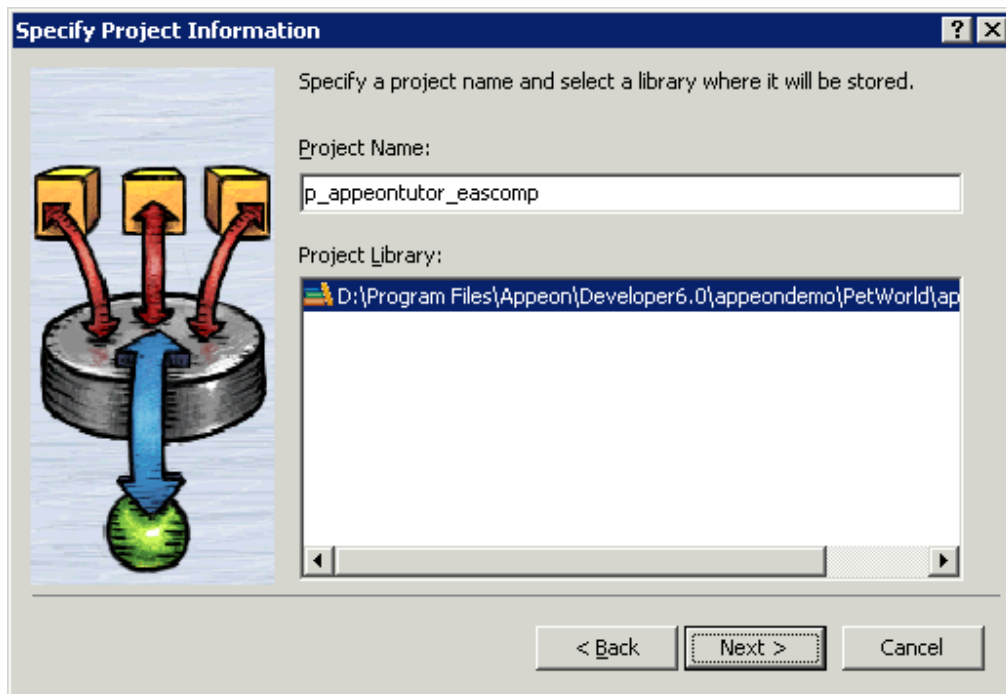 Specify Project Information
Specify a project name and select a library where it will be stored.
Project Name:
p_appeontutor_eascomp
Project Library:
D:\Program Files\Appeon\Developer6.0\appeondemo\PetWorld\ap
< Back
Next >
Cancel